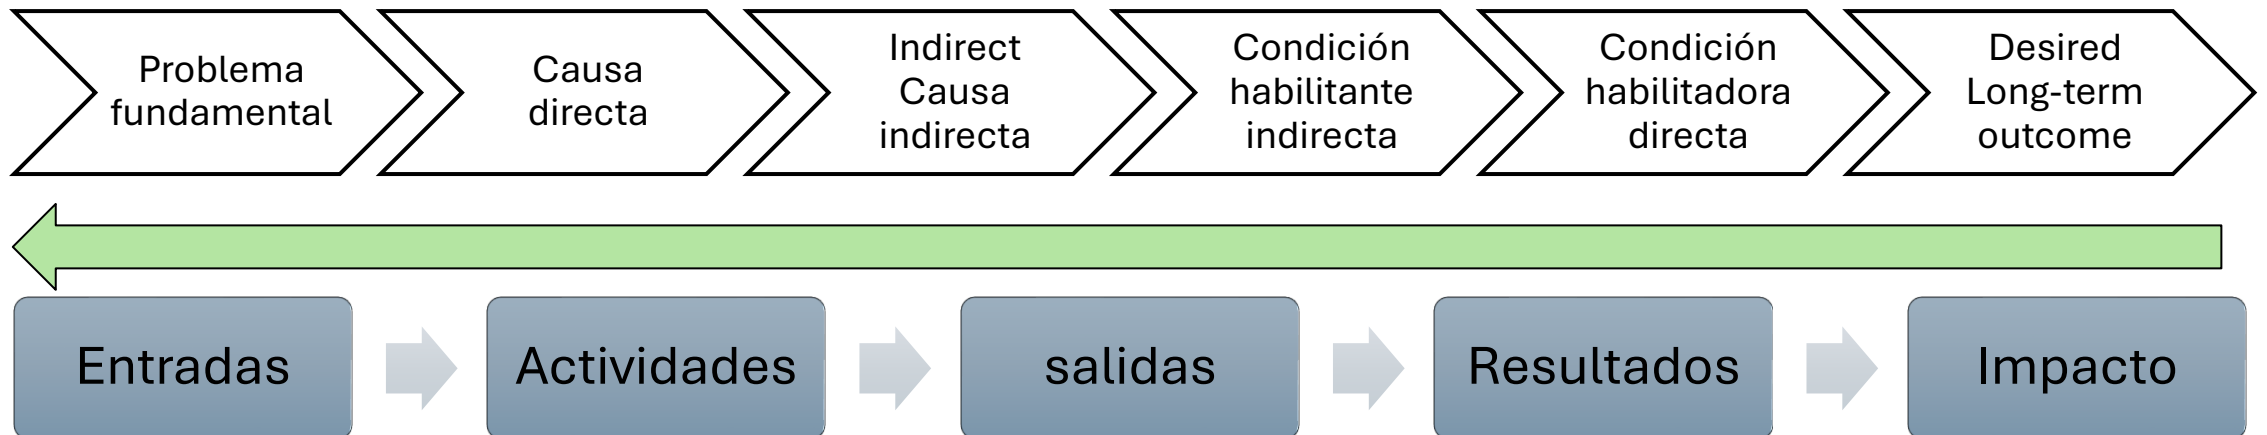 Problema
fundamental
Causa
directa
Indirect
Causa
indirecta
Condición
habilitante
indirecta
Condición
habilitadora
directa
Desired
Long-term
outcome
Entradas
Actividades
salidas
Resultados
Impacto